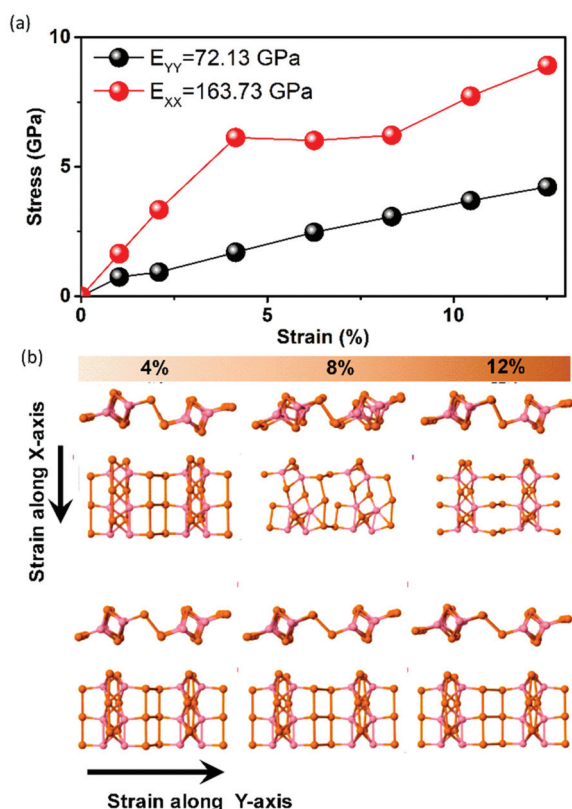 (a)
10
5
0
Stress (GPa)
E_YY=72.13 GPa
E_XX=163.73 GPa
0
5
10
Strain (%)
(b)
4%
8%
12%
Strain along X-axis
Strain along Y-axis